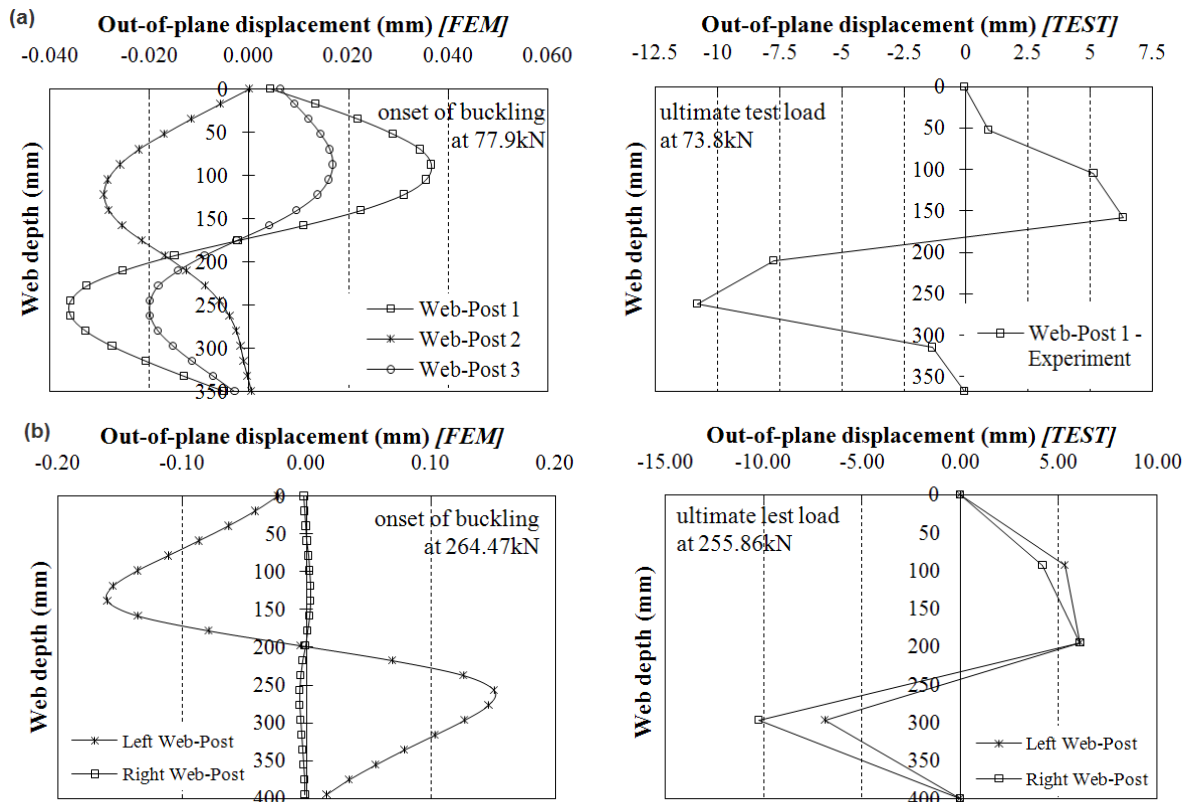 (a)
Out-of-plane displacement (mm) [FEM]
-0.040 -0.020 0.000 0.020 0.040 0.060
Web depth (mm)
0
50
100
150
200
250
300
350
onset of buckling
at 77.9kN
Web-Post 1
Web-Post 2
Web-Post 3
Out-of-plane displacement (mm) [TEST]
-12.5 -10 -7.5 -5 -2.5 0 2.5 5 7.5
Web depth (mm)
0
50
100
150
200
250
300
350
ultimate test load
at 73.8kN
Web-Post 1 -
Experiment
(b)
Out-of-plane displacement (mm) [FEM]
-0.20 -0.10 0.00 0.10 0.20
Web depth (mm)
0
50
100
150
200
250
300
350
400
onset of buckling
at 264.47kN
Left Web-Post
Right Web-Post
Out-of-plane displacement (mm) [TEST]
-15.00 -10.00 -5.00 0.00 5.00 10.00
Web depth (mm)
0
50
100
150
200
250
300
350
400
ultimate lest load
at 255.86kN
Left Web-Post
Right Web-Post